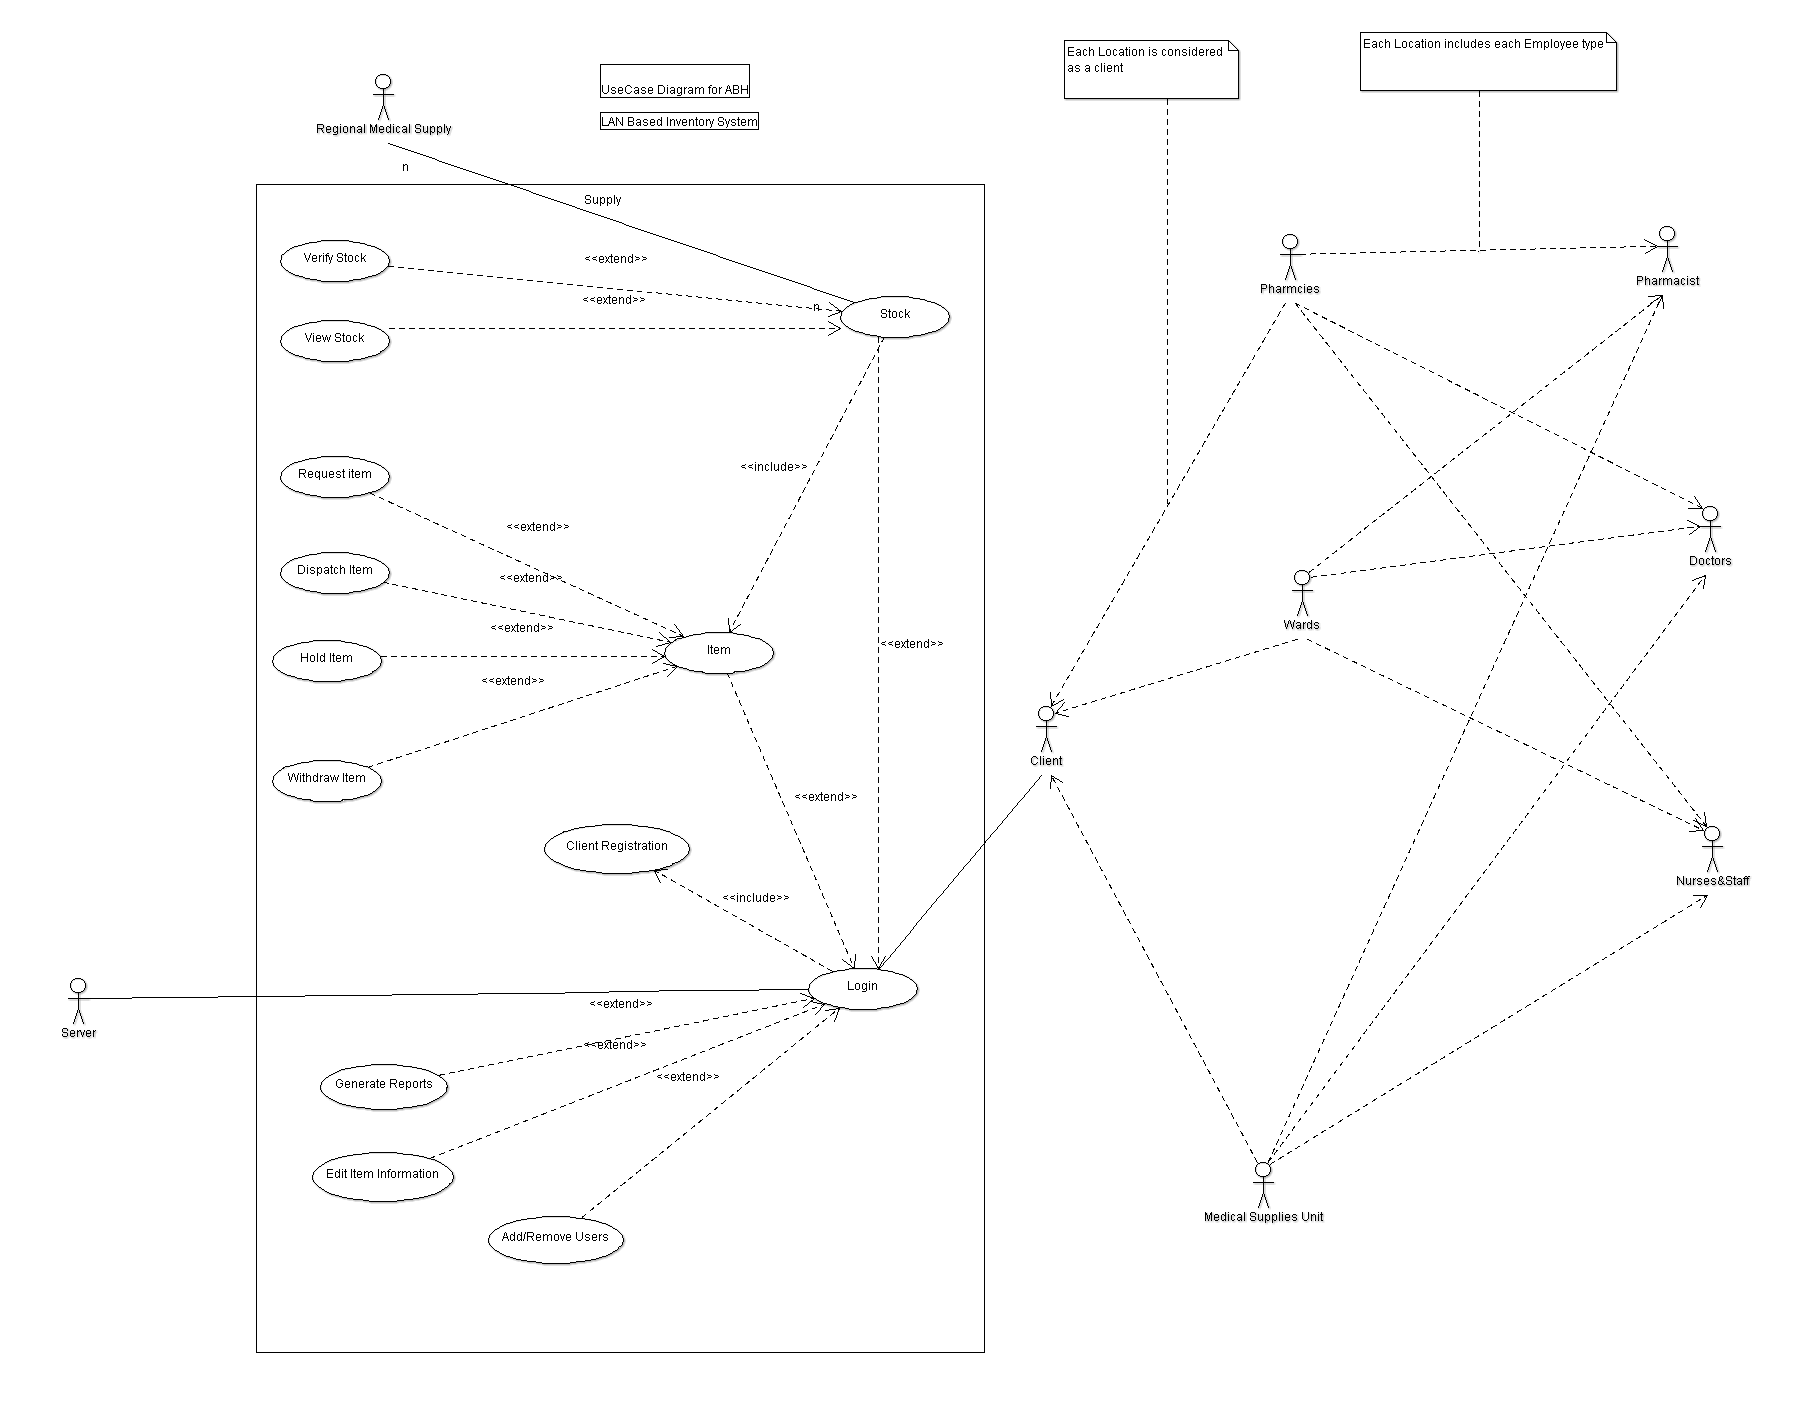 Each Location includes each Employee type
Each Location is considered
as a client
UseCase Diagram for ABH
LAN Based Inventory System
Regional Medical Supply
n
Supply
Verify Stock
<<extend>>
<<extend>>
n
Stock
View Stock
Pharmcies
Pharmacist
<<include>>
Request item
<<extend>>
Dispatch Item
<<extend>>
Doctors
<<extend>>
Wards
Hold Item
Item
<<extend>>
<<extend>>
Withdraw Item
Client
<<extend>>
Client Registration
<<include>>
Nurses&Staff
Login
<<extend>>
Server
<<extend>>
<<extend>>
Generate Reports
Edit Item Information
Add/Remove Users
Medical Supplies Unit